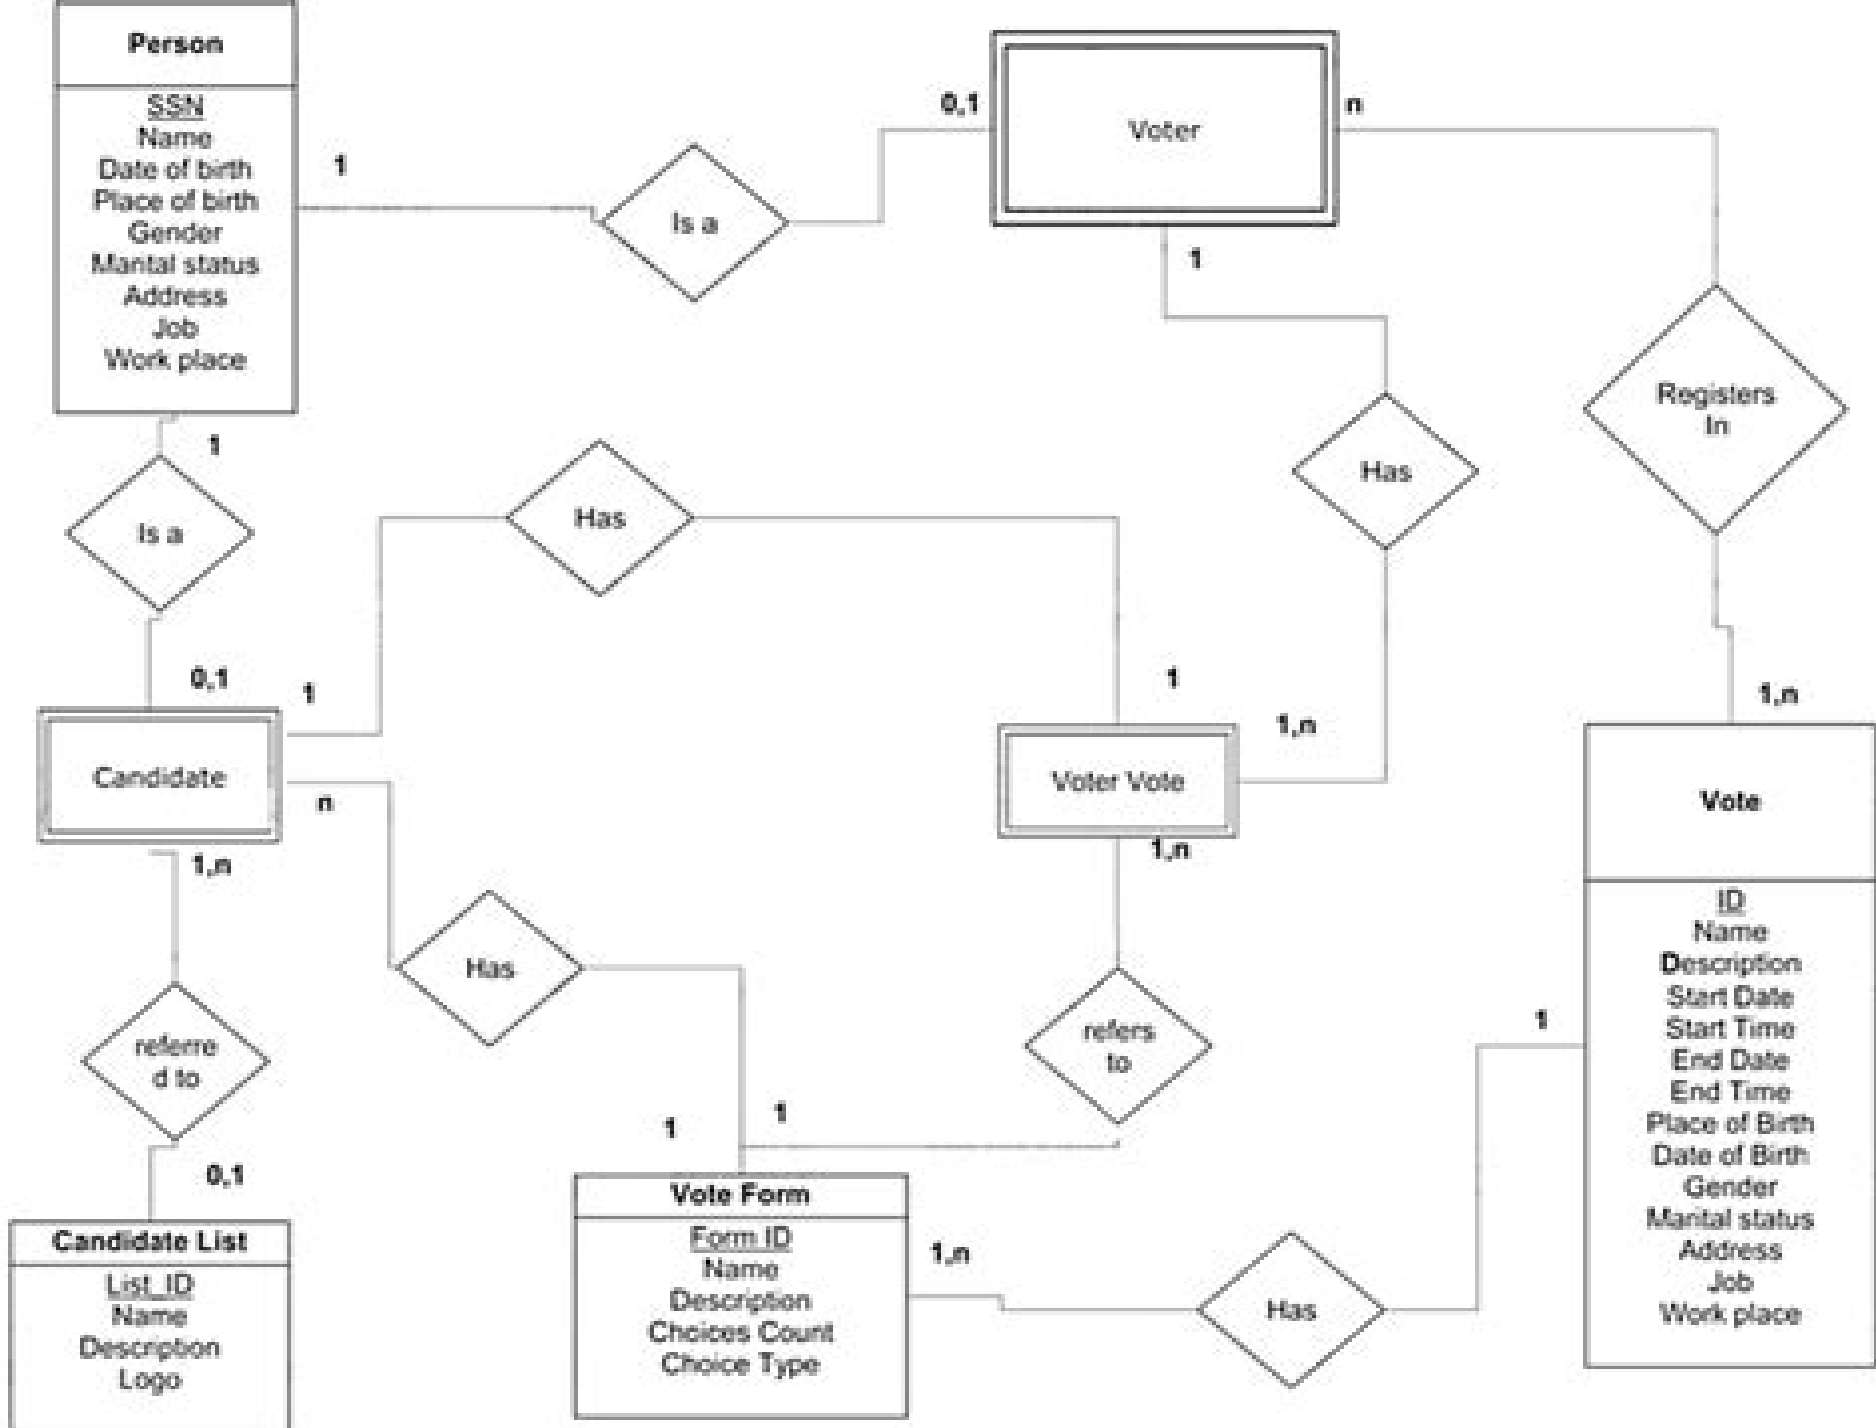 Person
SSN
Name
Date of birth
Place of birth
Gender
Marital status
Address
Job
Work place
1
Is a
0,1
Voter
n
1
Registers
In
Has
1,n
1
Is a
0,1
Has
1
1
1,n
Candidate
n
1,n
Voter Vote
1,n
Vote
ID
Name
Description
Start Date
Start Time
End Date
End Time
Place of Birth
Date of Birth
Gender
Marital status
Address
Job
Work place
1
Has
referre
d to
refers
to
0,1
1
1
Candidate List
List_ID
Name
Description
Logo
Vote Form
Form ID
Name
Description
Choices Count
Choice Type
1,n
Has